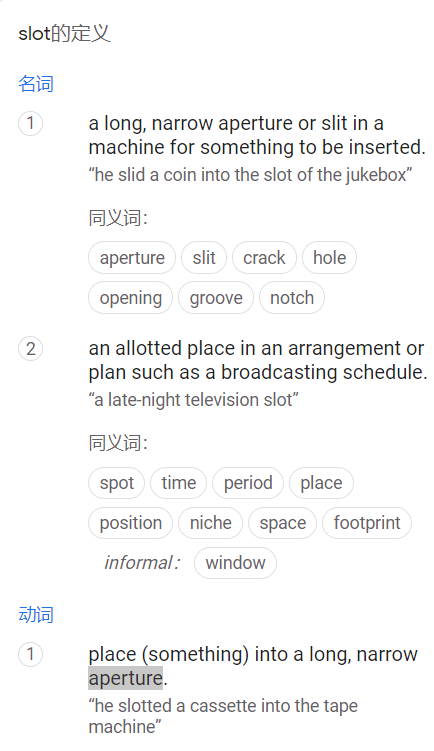 slot的定义
名词
1
a long, narrow aperture or slit in a
machine for something to be inserted.
“he slid a coin into the slot of the jukebox”
同义词：
aperture slit crack hole
opening groove notch
2
an allotted place in an arrangement or
plan such as a broadcasting schedule.
“a late-night television slot”
同义词：
spot time period place
position niche space footprint
informal： window
动词
1
place (something) into a long, narrow
aperture.
“he slotted a cassette into the tape
machine”